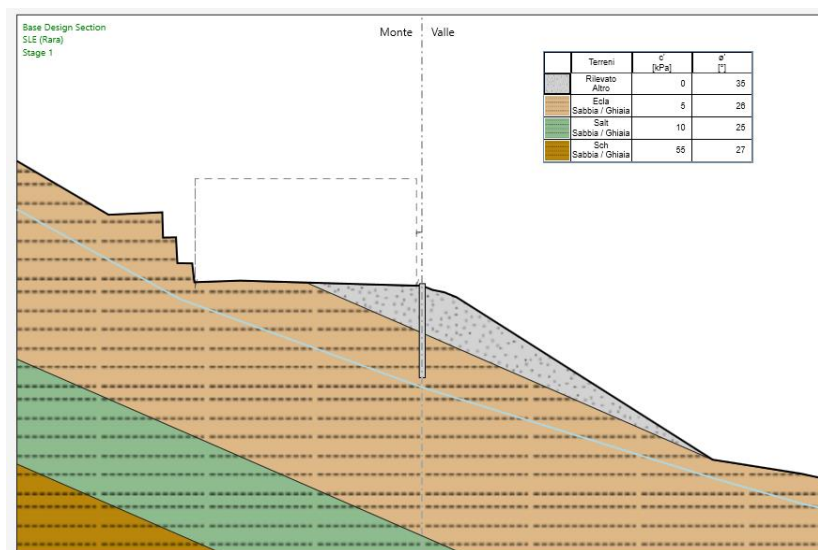 Base Design Section
SLE (Rara)
Stage 1
Monte
Valle
Terreni c' ø'
[kPa] [°]
Rilevato
Altro 0 35
Ecla
Sabbia / Ghiaia 5 26
Salt
Sabbia / Ghiaia 10 25
Sch
Sabbia / Ghiaia 55 27